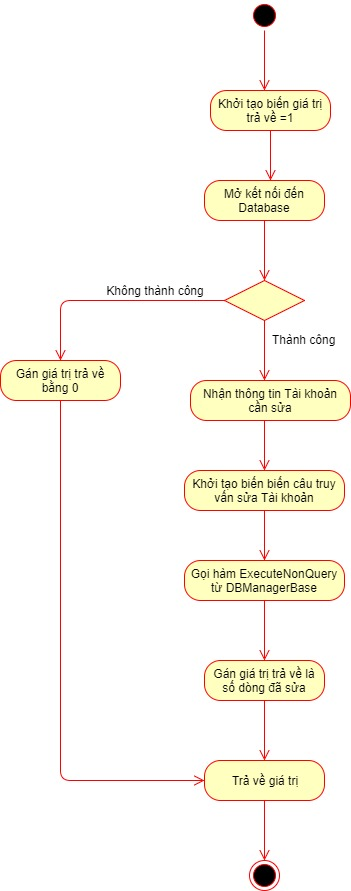 Khởi tạo biến giá trị
trả về =1
Mở kết nối đến
Database
Không thành công
Thành công
Gán giá trị trả về
bằng 0
Nhận thông tin Tài khoản
cần sửa
Khởi tạo biến biến câu truy
vấn sửa Tài khoản
Gọi hàm ExecuteNonQuery
từ DBManagerBase
Gán giá trị trả về là
số dòng đã sửa
Trả về giá trị